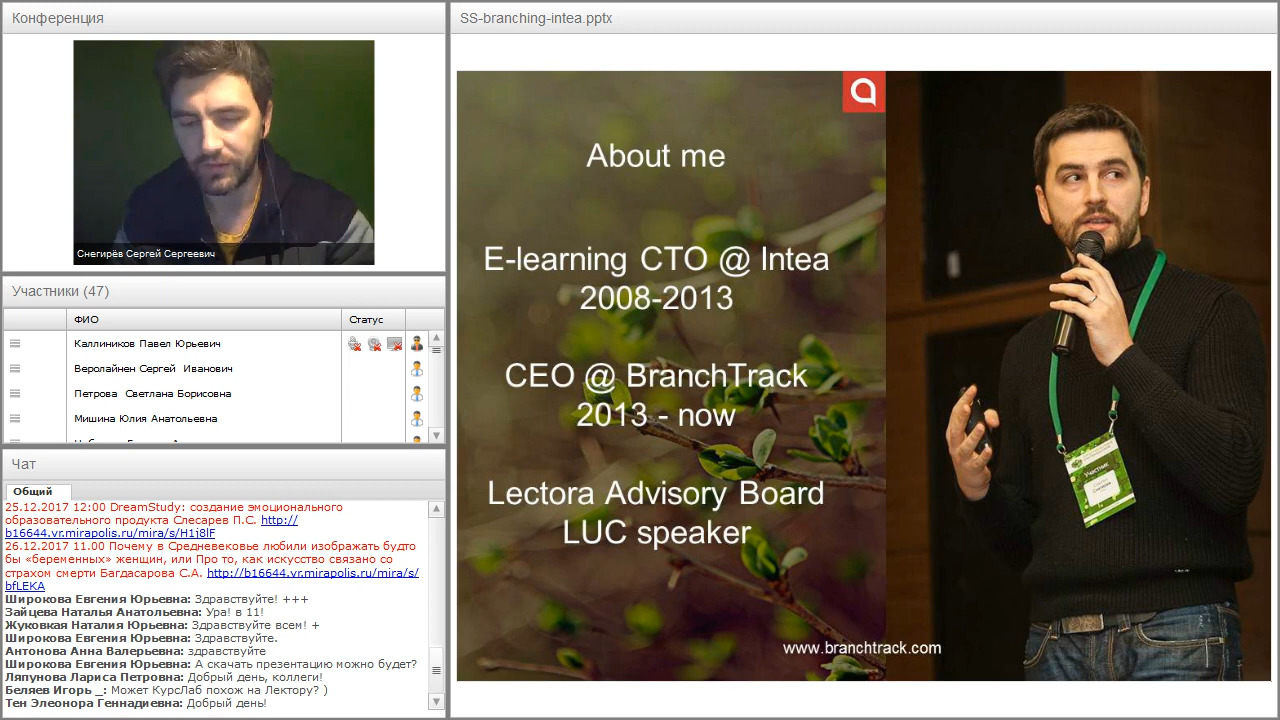 Конференция
Снегирёв Сергей Сергеевич
Участники (47)
ФИО
Статус
Каллиников Павел Юрьевич
Веролайнен Сергей Иванович
Петрова Светлана Борисовна
Мишина Юлия Анатольевна
Чат
Общий
25.12.2017 12:00 DreamStudy: создание эмоционального
образовательного продукта Слесарев П.С. http://
b16644.vr.mirapolis.ru/mira/s/H1j8lF
26.12.2017 11.00 Почему в Средневековье любили изображать будто
бы «беременных» женщин, или Про то, как искусство связано со
страхом смерти Багдасарова С.А. http://b16644.vr.mirapolis.ru/mira/s/
bfLEKA
Широкова Евгения Юрьевна: Здравствуйте! +++
Зайцева Наталья Анатольевна: Ура! в 11!
Жуковкая Наталия Юрьевна: Здравствуйте всем! +
Широкова Евгения Юрьевна: Здравствуйте.
Антонова Анна Валерьевна: здравствуйте
Широкова Евгения Юрьевна: А скачать презентацию можно будет?
Ляпунова Лариса Петровна: Добрый день, коллеги!
Беляев Игорь _: Может КурсЛаб похож на Лектору? )
Тен Элеонора Геннадиевна: Добрый день!
SS-branching-intea.pptx
About me
E-learning CTO @ Intea
2008-2013
CEO @ BranchTrack
2013 - now
Lectora Advisory Board
LUC speaker
www.branchtrack.com
Участник